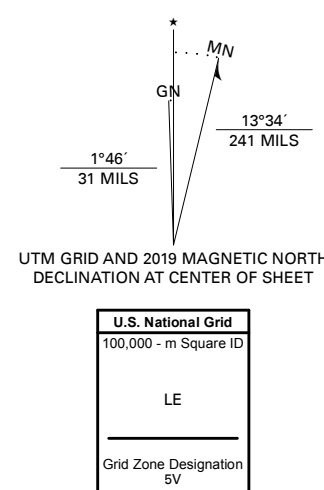 ★
MN
GN
13°34´
241 MILS
1°46´
31 MILS
UTM GRID AND 2019 MAGNETIC NORTH
DECLINATION AT CENTER OF SHEET
U.S. National Grid
100,000 - m Square ID
LE
Grid Zone Designation
5V